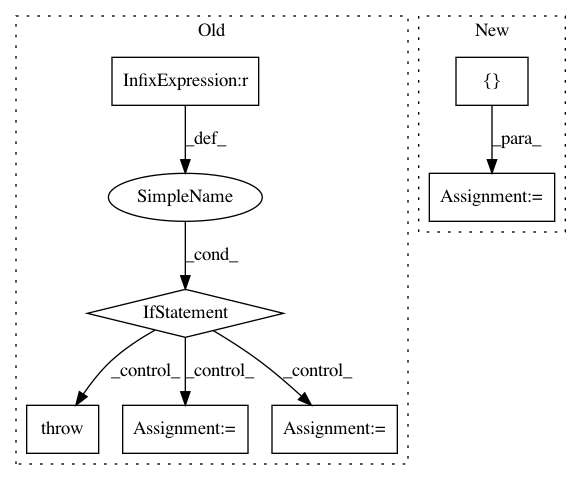 Old
New
InfixExpression:r
{}
_def_
_para_
SimpleName
Assignment:=
_cond_
IfStatement
_control_
_control_
_control_
throw
Assignment:=
Assignment:=